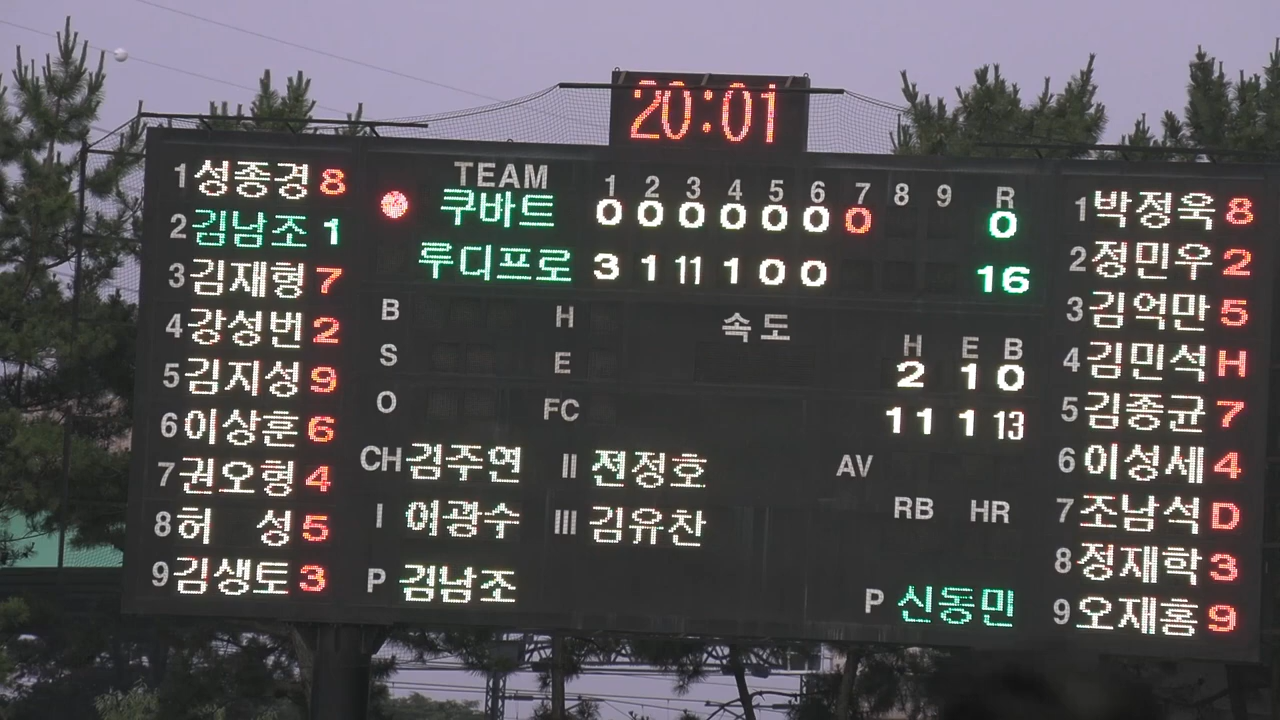 20:01
TEAM 1 2 3 4 5 6 7 8 9 R
쿠바트 0 0 0 0 0 0 0 0
루디프로 3 1 11 1 0 0 16
1 성종경 8
2 김남조 1
3 김재형 7
4 강성번 2
5 김지성 9
6 이상훈 6
7 권오형 4
8 허 성 5
9 김생토 3
B H 속도
S E
O FC
H E B
2 1 0
11 1 13
CH 김주연 II 전정호 AV
I 이광수 III 김유찬 RB HR
P 김남조 P 신동민
1 박정욱 8
2 정민우 2
3 김억만 5
4 김민석 H
5 김종균 7
6 이성세 4
7 조남석 D
8 정재학 3
9 오재홈 9